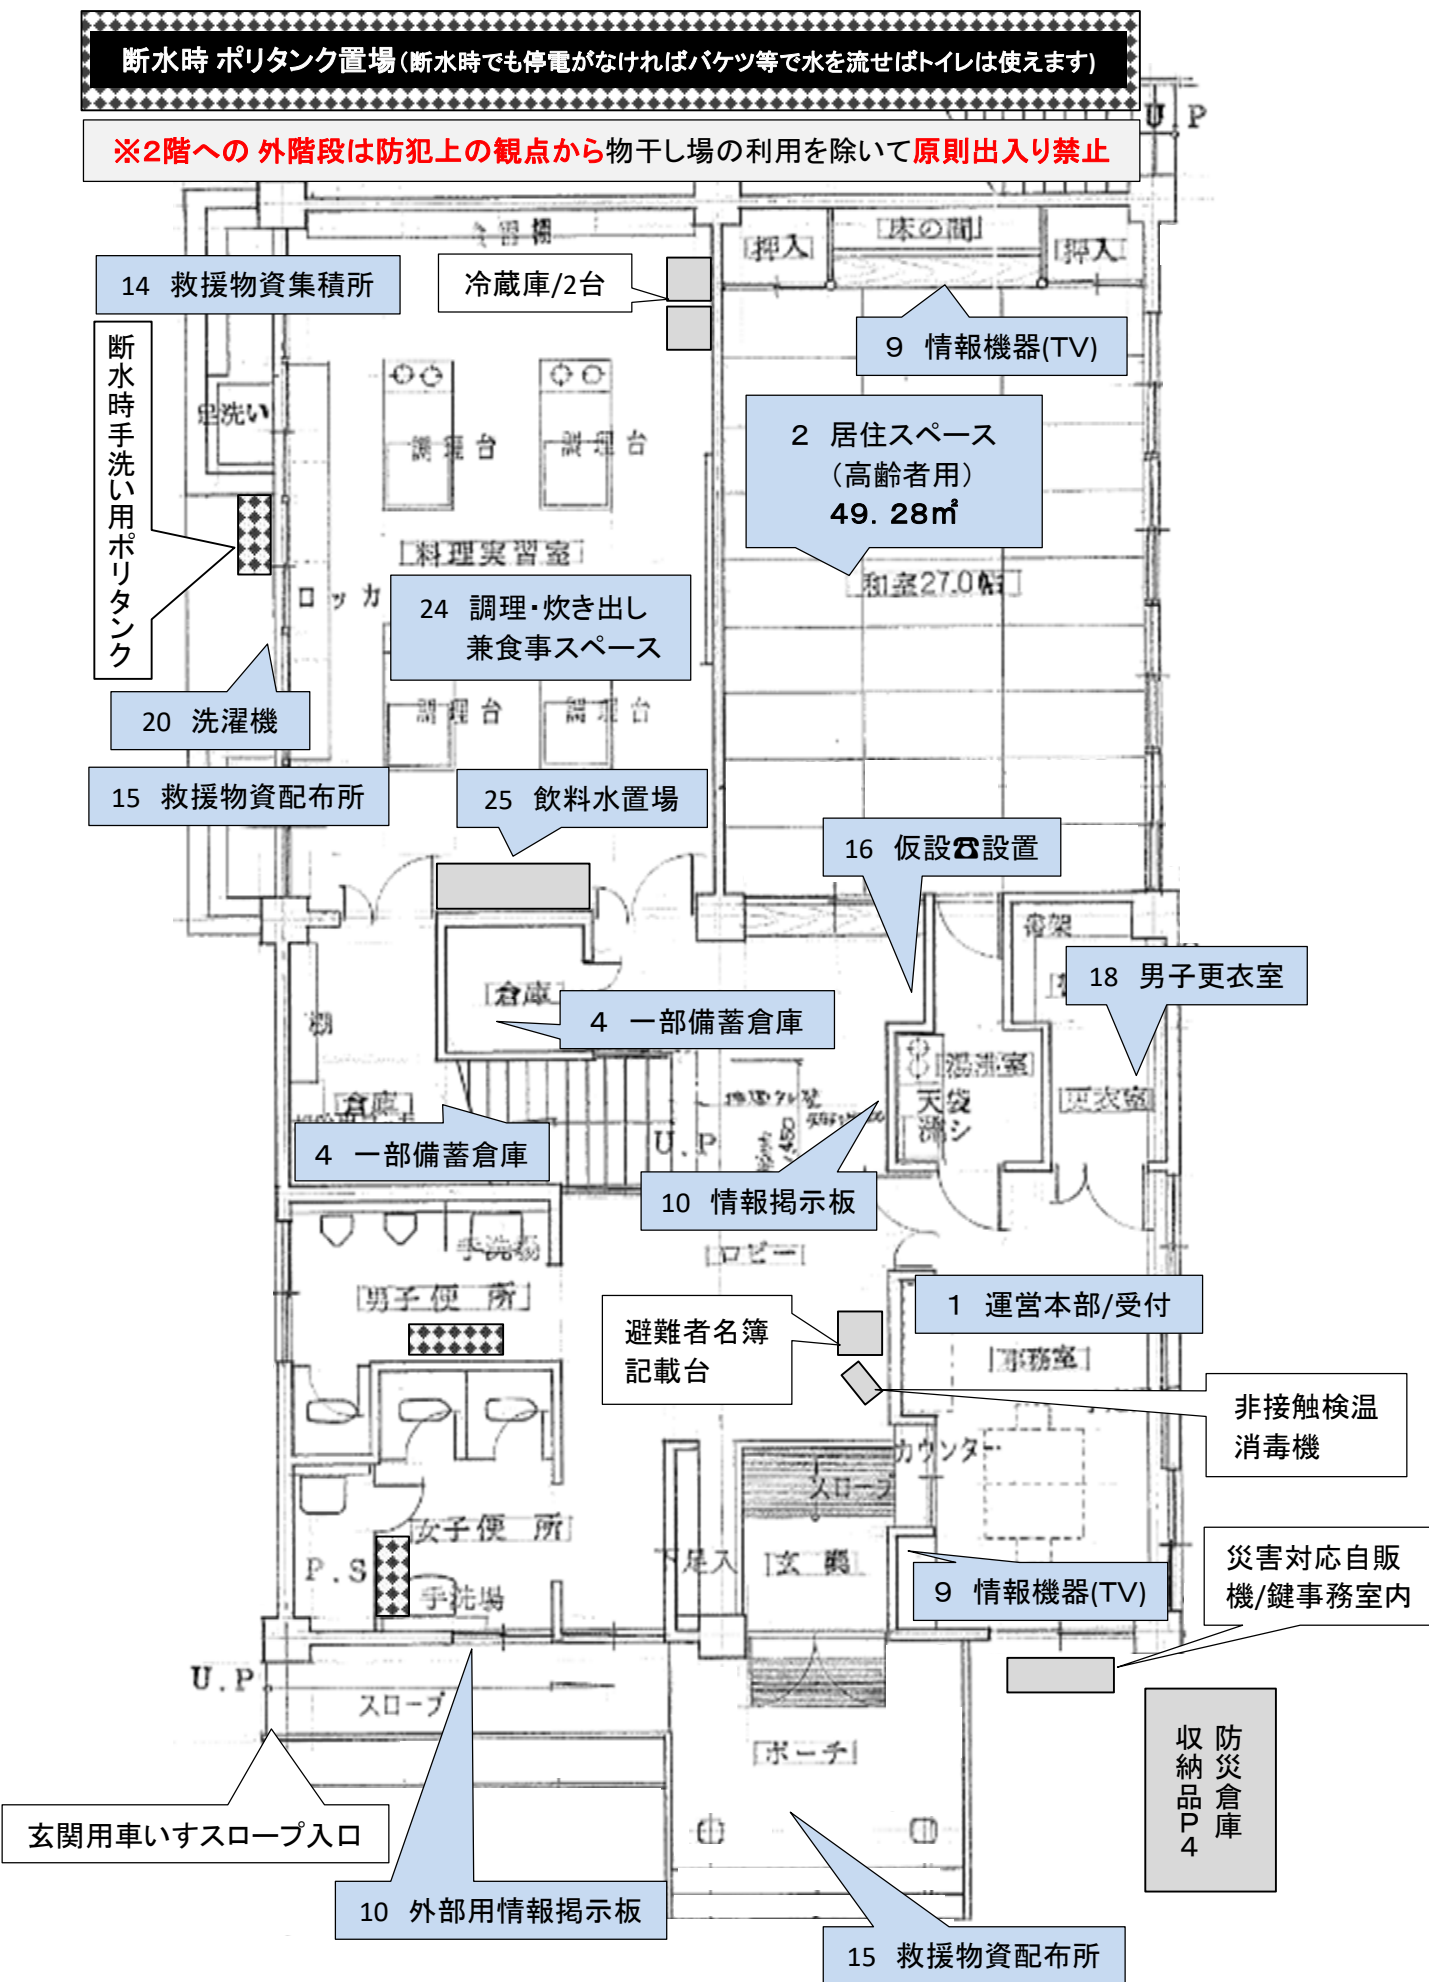 断水時 ポリタンク置場(断水時でも停電がなければバケツ等で水を流せばトイレは使えます)
U.P
※2階への 外階段は防犯上の観点から物干し場の利用を除いて原則出入り禁止
押入
床の間
押入
14 救援物資集積所
冷蔵庫/2台
9 情報機器(TV)
断水時手洗い用ポリタンク
足洗い
調理台
調理台
2 居住スペース
(高齢者用)
49. 28㎡
料理実習室
和室27.0帖
ロッカ
24 調理・炊き出し
兼食事スペース
調理台
調理台
20 洗濯機
15 救援物資配布所
25 飲料水置場
16 仮設☎設置
書架
18 男子更衣室
倉庫
4 一部備蓄倉庫
棚
湯沸室
天袋
流シ
更衣室
倉庫
4 一部備蓄倉庫
U.P
10 情報掲示板
手洗場
ロビー
男子便 所
1 運営本部/受付
避難者名簿
記載台
事務室
非接触検温
消毒機
カウンター
スロープ
女子便 所
P.S
手洗場
下足入
玄 関
9 情報機器(TV)
災害対応自販
機/鍵事務室内
U.P.
スロープ
ポーチ
防災倉庫
収納品P4
玄関用車いすスロープ入口
10 外部用情報掲示板
15 救援物資配布所